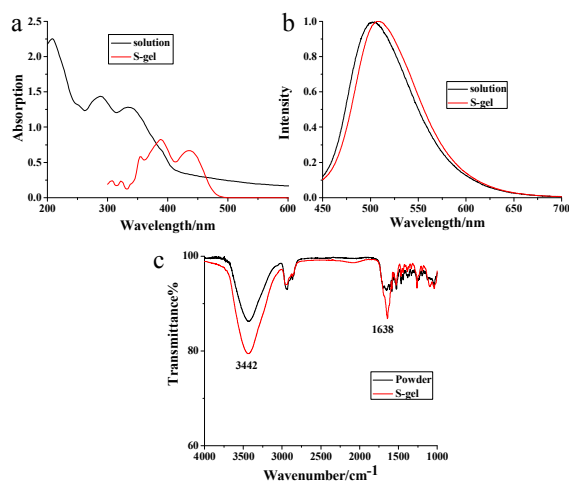 a
solution
S-gel
Absorption
2.5
2.0
1.5
1.0
0.5
0.0
200 300 400 500 600
Wavelength/nm
b
solution
S-gel
Intensity
1.0
0.8
0.6
0.4
0.2
0.0
450 500 550 600 650 700
Wavelength/nm
c
Transmittance%
100
80
60
3442
1638
Powder
S-gel
4000 3500 3000 2500 2000 1500 1000
Wavenumber/cm-1